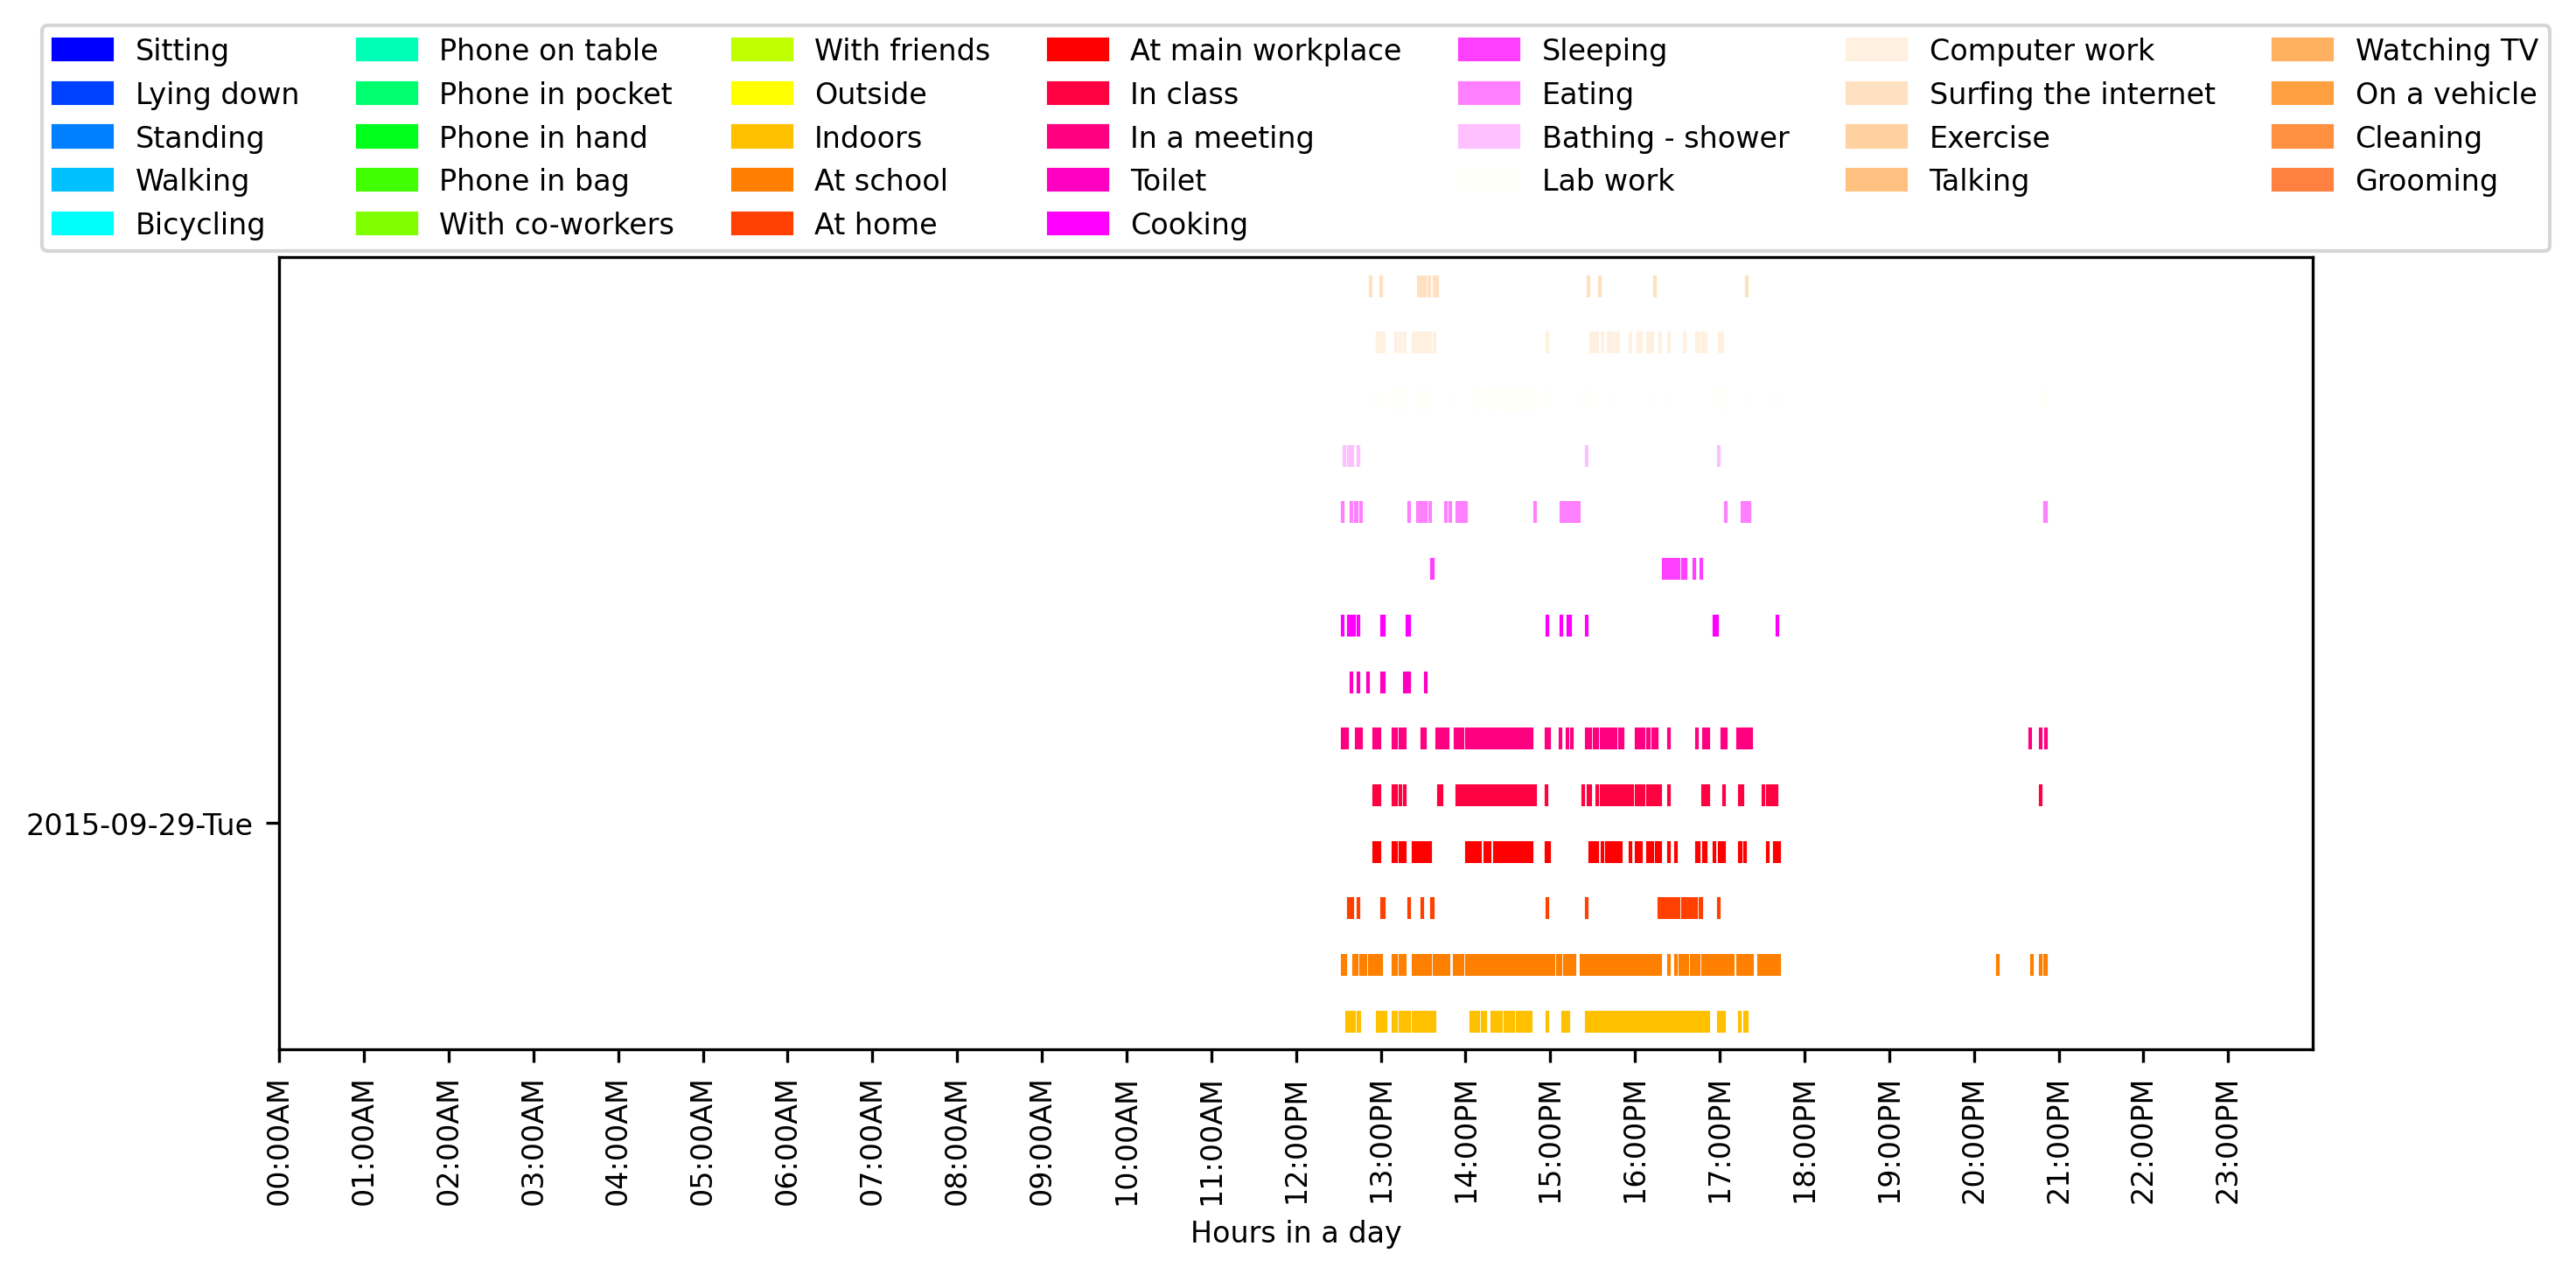 Sitting
Lying down
Standing
Walking
Bicycling
Phone on table
Phone in pocket
Phone in hand
Phone in bag
With co-workers
With friends
Outside
Indoors
At school
At home
At main workplace
In class
In a meeting
Toilet
Cooking
Sleeping
Eating
Bathing - shower
Lab work
Computer work
Surfing the internet
Exercise
Talking
Watching TV
On a vehicle
Cleaning
Grooming
2015-09-29-Tue
00:00AM
01:00AM
02:00AM
03:00AM
04:00AM
05:00AM
06:00AM
07:00AM
08:00AM
09:00AM
10:00AM
11:00AM
12:00PM
13:00PM
14:00PM
15:00PM
16:00PM
17:00PM
18:00PM
19:00PM
20:00PM
21:00PM
22:00PM
23:00PM
Hours in a day